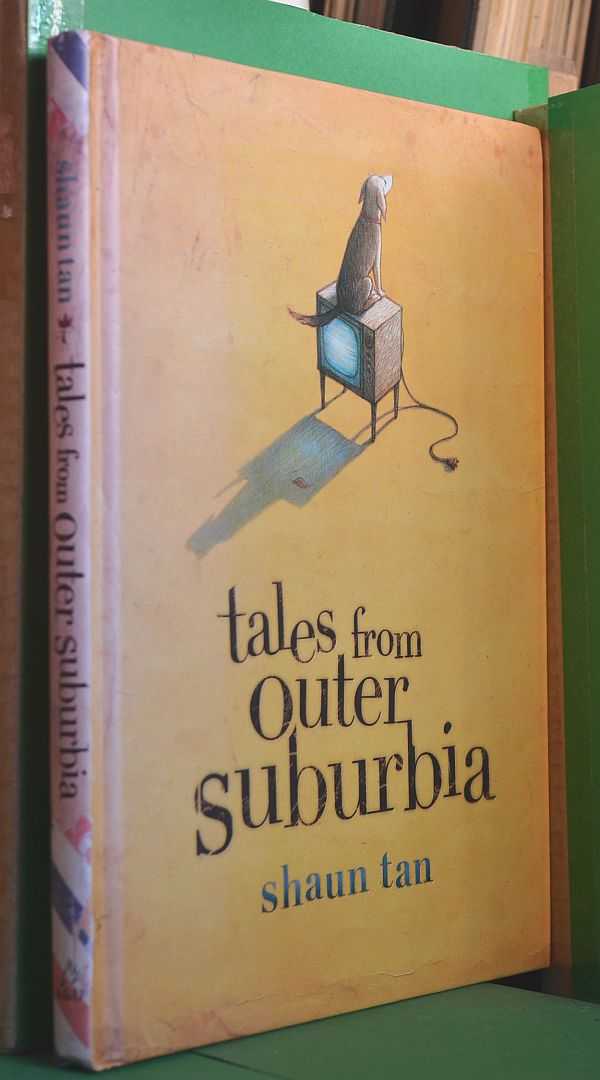 shaun tan tales from outer suburbia
tales from
outer
suburbia
shaun tan